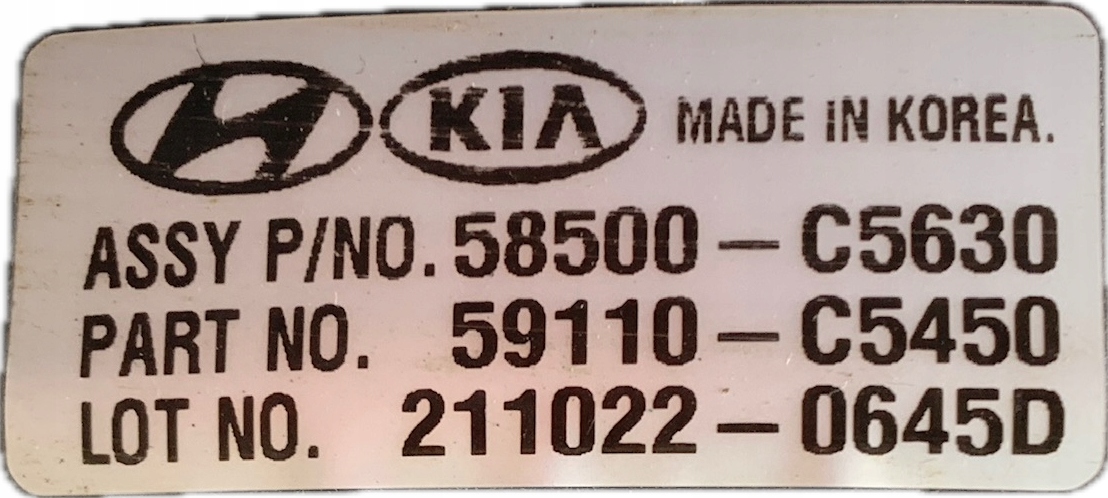 KIA MADE iN KOREA.
ASSY P/NO. 58500 – C5630
PART NO. 59110 – C5450
LOT NO. 211022 – 0645D